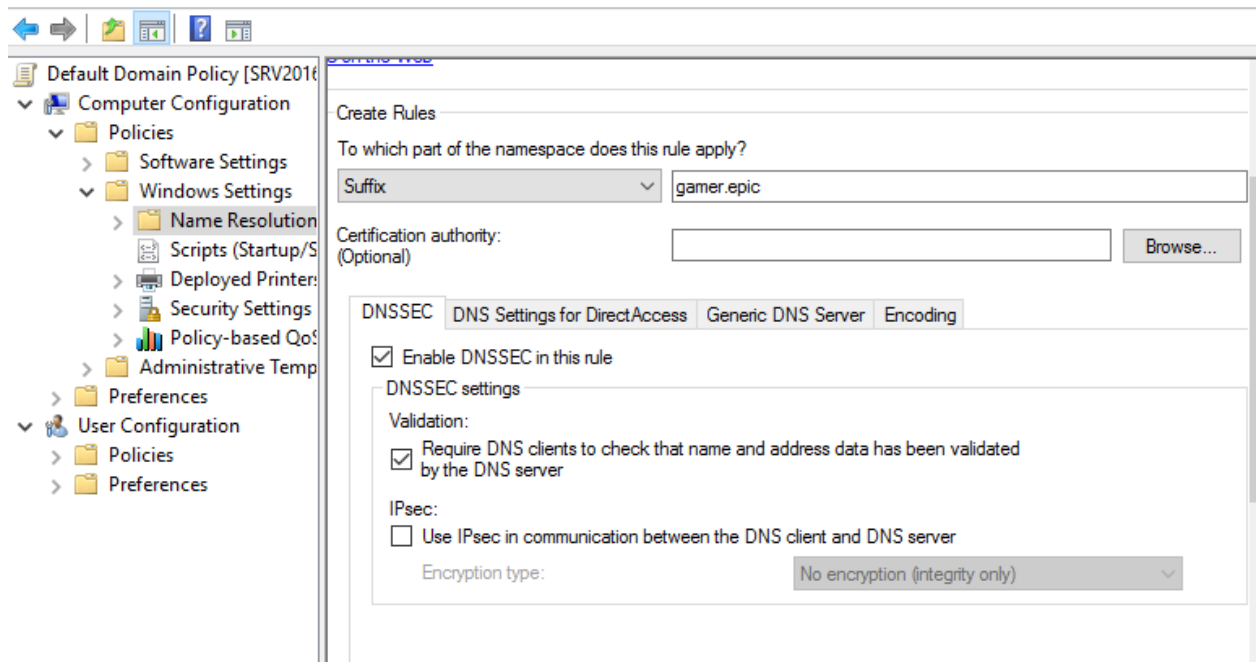 Default Domain Policy [SRV2016
Computer Configuration
Policies
Software Settings
Windows Settings
Name Resolution
Scripts (Startup/S
Deployed Printers
Security Settings
Policy-based QoS
Administrative Temp
Preferences
User Configuration
Policies
Preferences
s on the Web
Create Rules
To which part of the namespace does this rule apply?
Suffix
gamer.epic
Certification authority:
(Optional)
Browse...
DNSSEC
DNS Settings for DirectAccess
Generic DNS Server
Encoding
Enable DNSSEC in this rule
DNSSEC settings
Validation:
Require DNS clients to check that name and address data has been validated
by the DNS server
IPsec:
Use IPsec in communication between the DNS client and DNS server
Encryption type:
No encryption (integrity only)